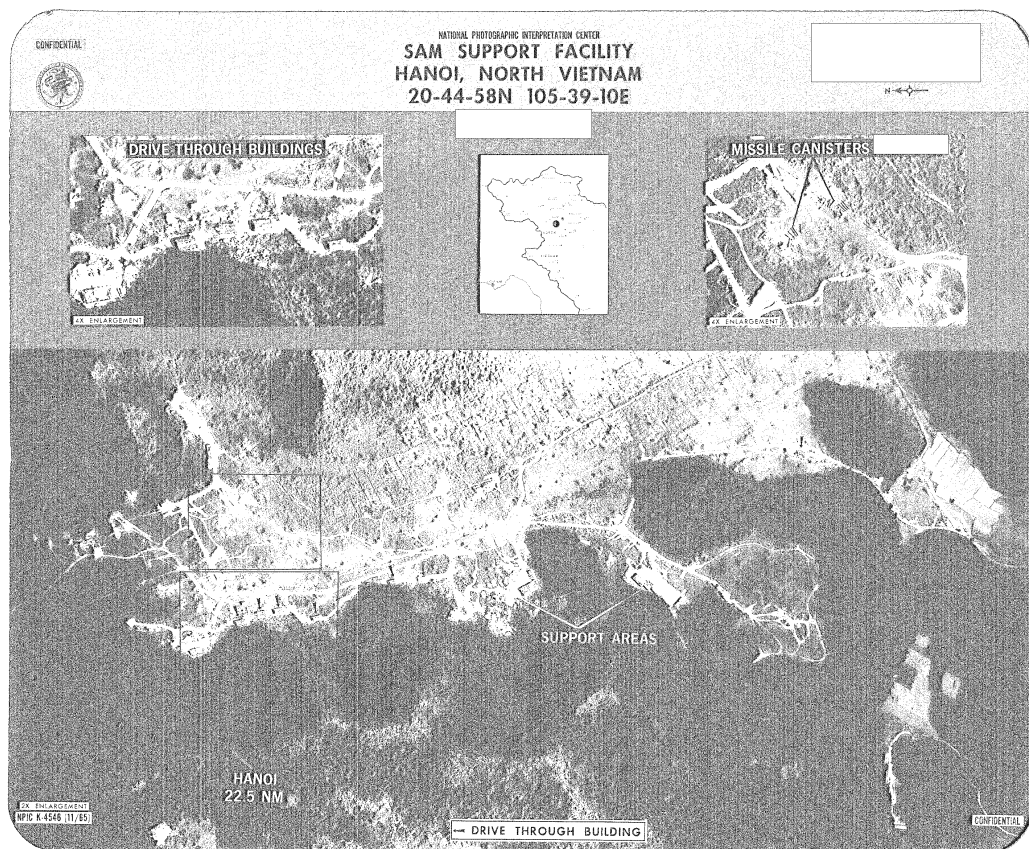 CONFIDENTIAL
NATIONAL PHOTOGRAPHIC INTERPRETATION CENTER
SAM SUPPORT FACILITY
HANOI, NORTH VIETNAM
20-44-58N 105-39-10E
N
DRIVE THROUGH BUILDINGS
MISSILE CANISTERS
4X ENLARGEMENT
4X ENLARGEMENT
SUPPORT AREAS
HANOI
22.5 NM
2X ENLARGEMENT
NPIC K-4546 (11/65)
DRIVE THROUGH BUILDING
CONFIDENTIAL